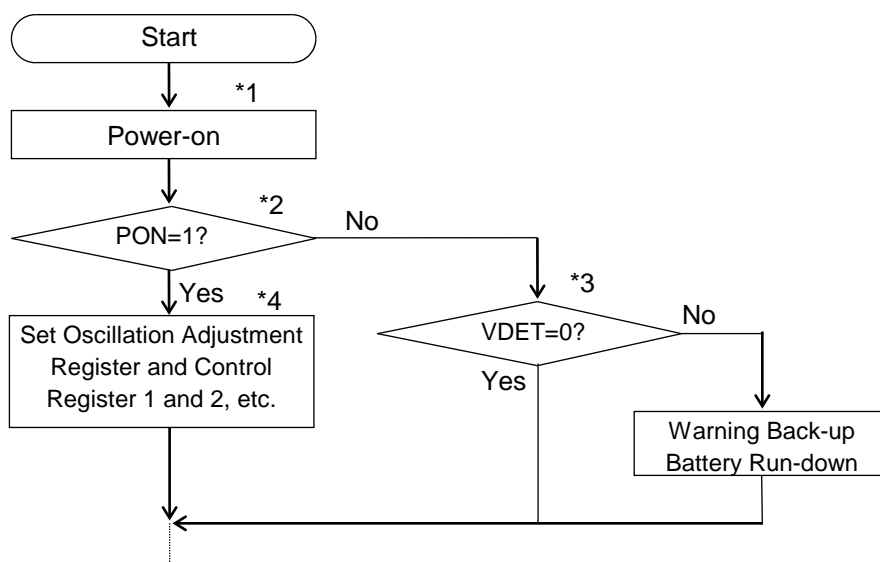 Start
*1
Power-on
*2
PON=1?
No
Yes
*4
Set Oscillation Adjustment
Register and Control
Register 1 and 2, etc.
*3
VDET=0?
No
Yes
Warning Back-up
Battery Run-down